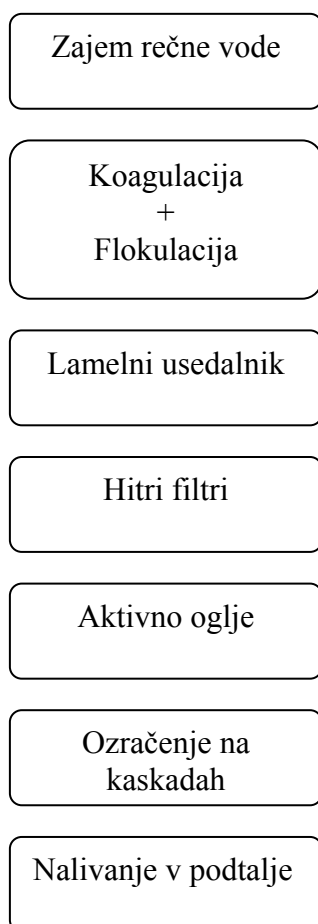 Zajem rečne vode
Koagulacija
+
Flokulacija
Lamelni usedalnik
Hitri filtri
Aktivno oglje
Ozračenje na
kaskadah
Nalivanje v podtalje